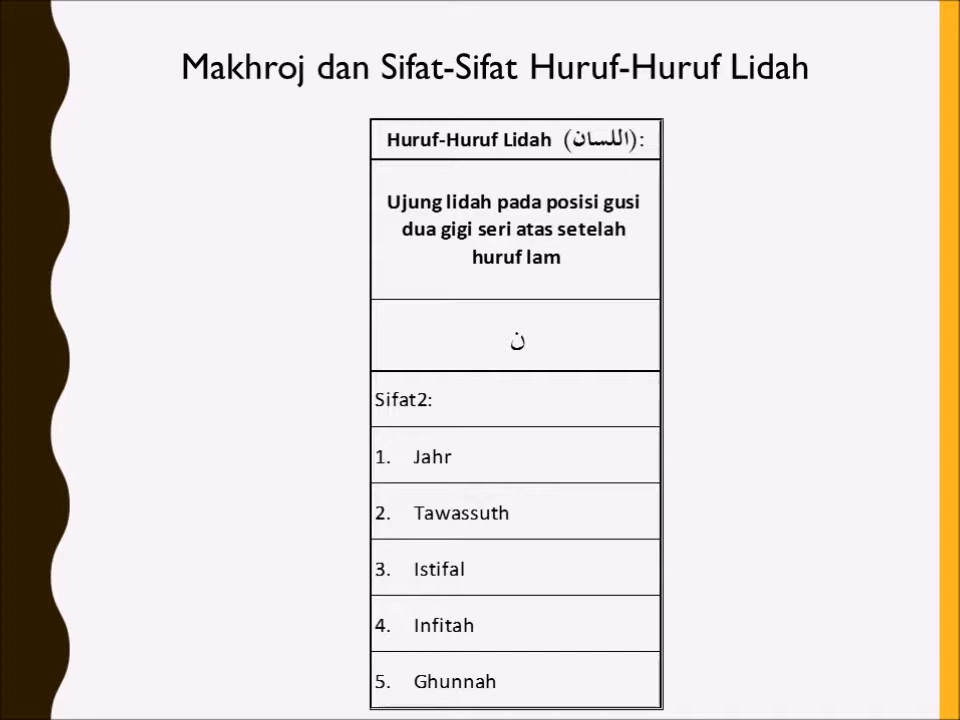 Makhroj dan Sifat-Sifat Huruf-Huruf Lidah
Huruf-Huruf Lidah (اللسان):
Ujung lidah pada posisi gusi
dua gigi seri atas setelah
huruf lam
ن
Sifat2:
1. Jahr
2. Tawassuth
3. Istifal
4. Infitah
5. Ghunnah